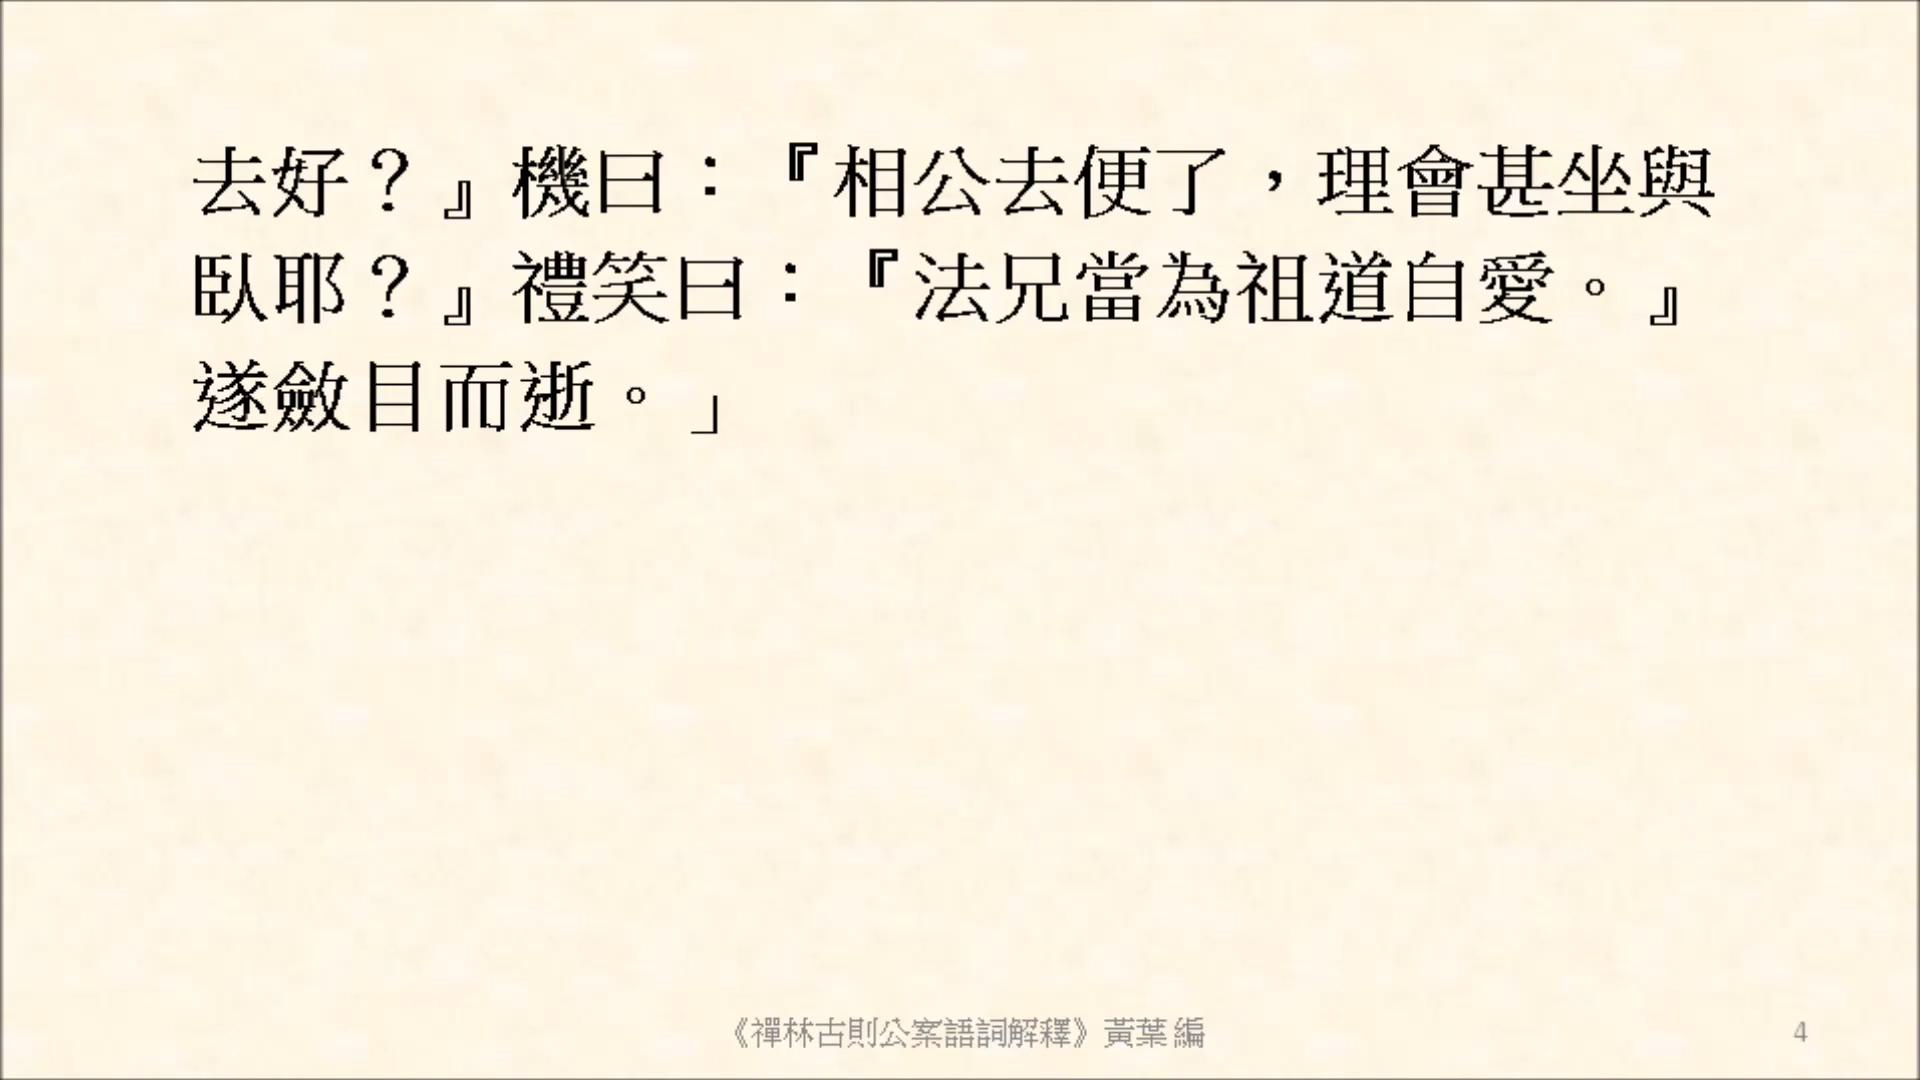 去好？』機曰：『相公去便了，理會甚坐與
臥耶？』禮笑曰：『法兄當為祖道自愛。』
遂斂目而逝。」
《禪林古則公案語詞解釋》黃葉 編
4